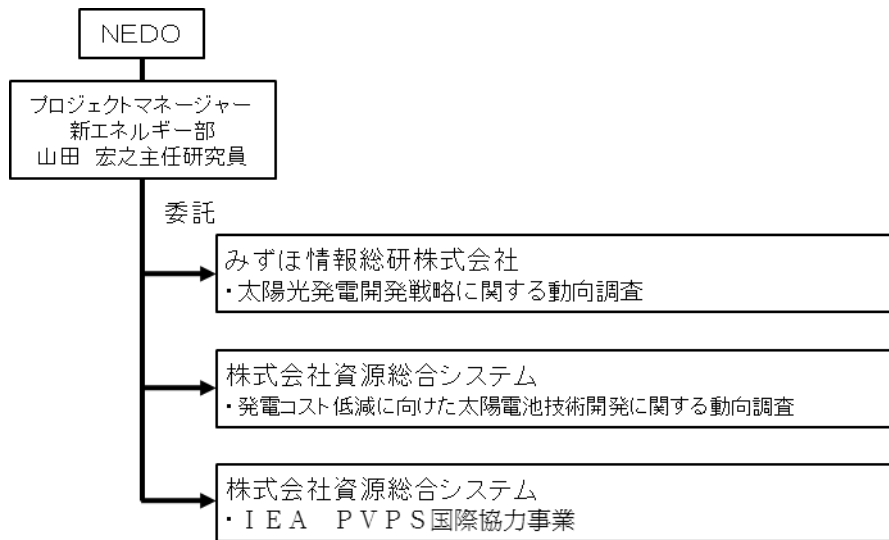 NEDO
プロジェクトマネージャー
新エネルギー部
山田 宏之主任研究員
委託
みずほ情報総研株式会社
・太陽光発電開発戦略に関する動向調査
株式会社資源総合システム
・発電コスト低減に向けた太陽電池技術開発に関する動向調査
株式会社資源総合システム
・ＩＥＡ　ＰＶＰＳ国際協力事業